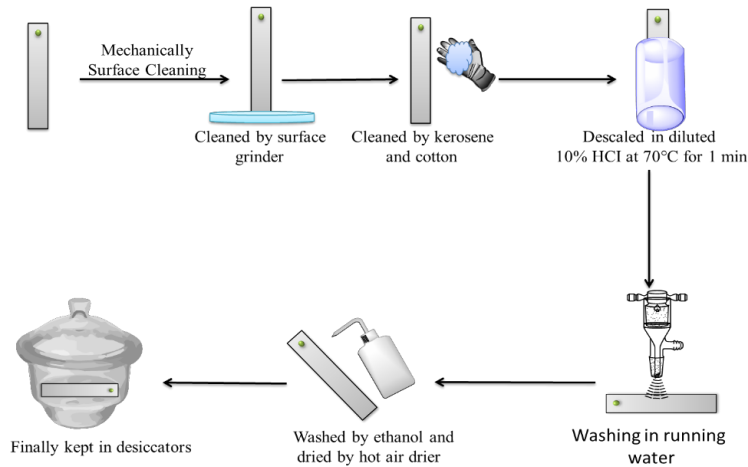 Mechanically
Surface Cleaning
Cleaned by surface
grinder
Cleaned by kerosene
and cotton
Descaled in diluted
10% HCI at 70°C for 1 min
Washing in running
water
Washed by ethanol and
dried by hot air drier
Finally kept in desiccators